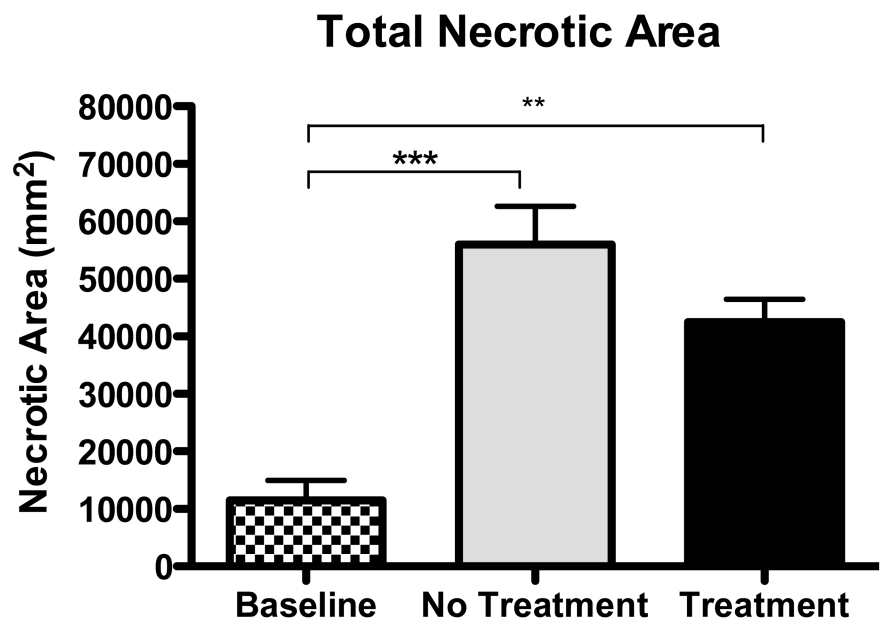 Total Necrotic Area
Necrotic Area (mm²)
80000
70000
60000
50000
40000
30000
20000
10000
0
**
***
Baseline
No Treatment
Treatment